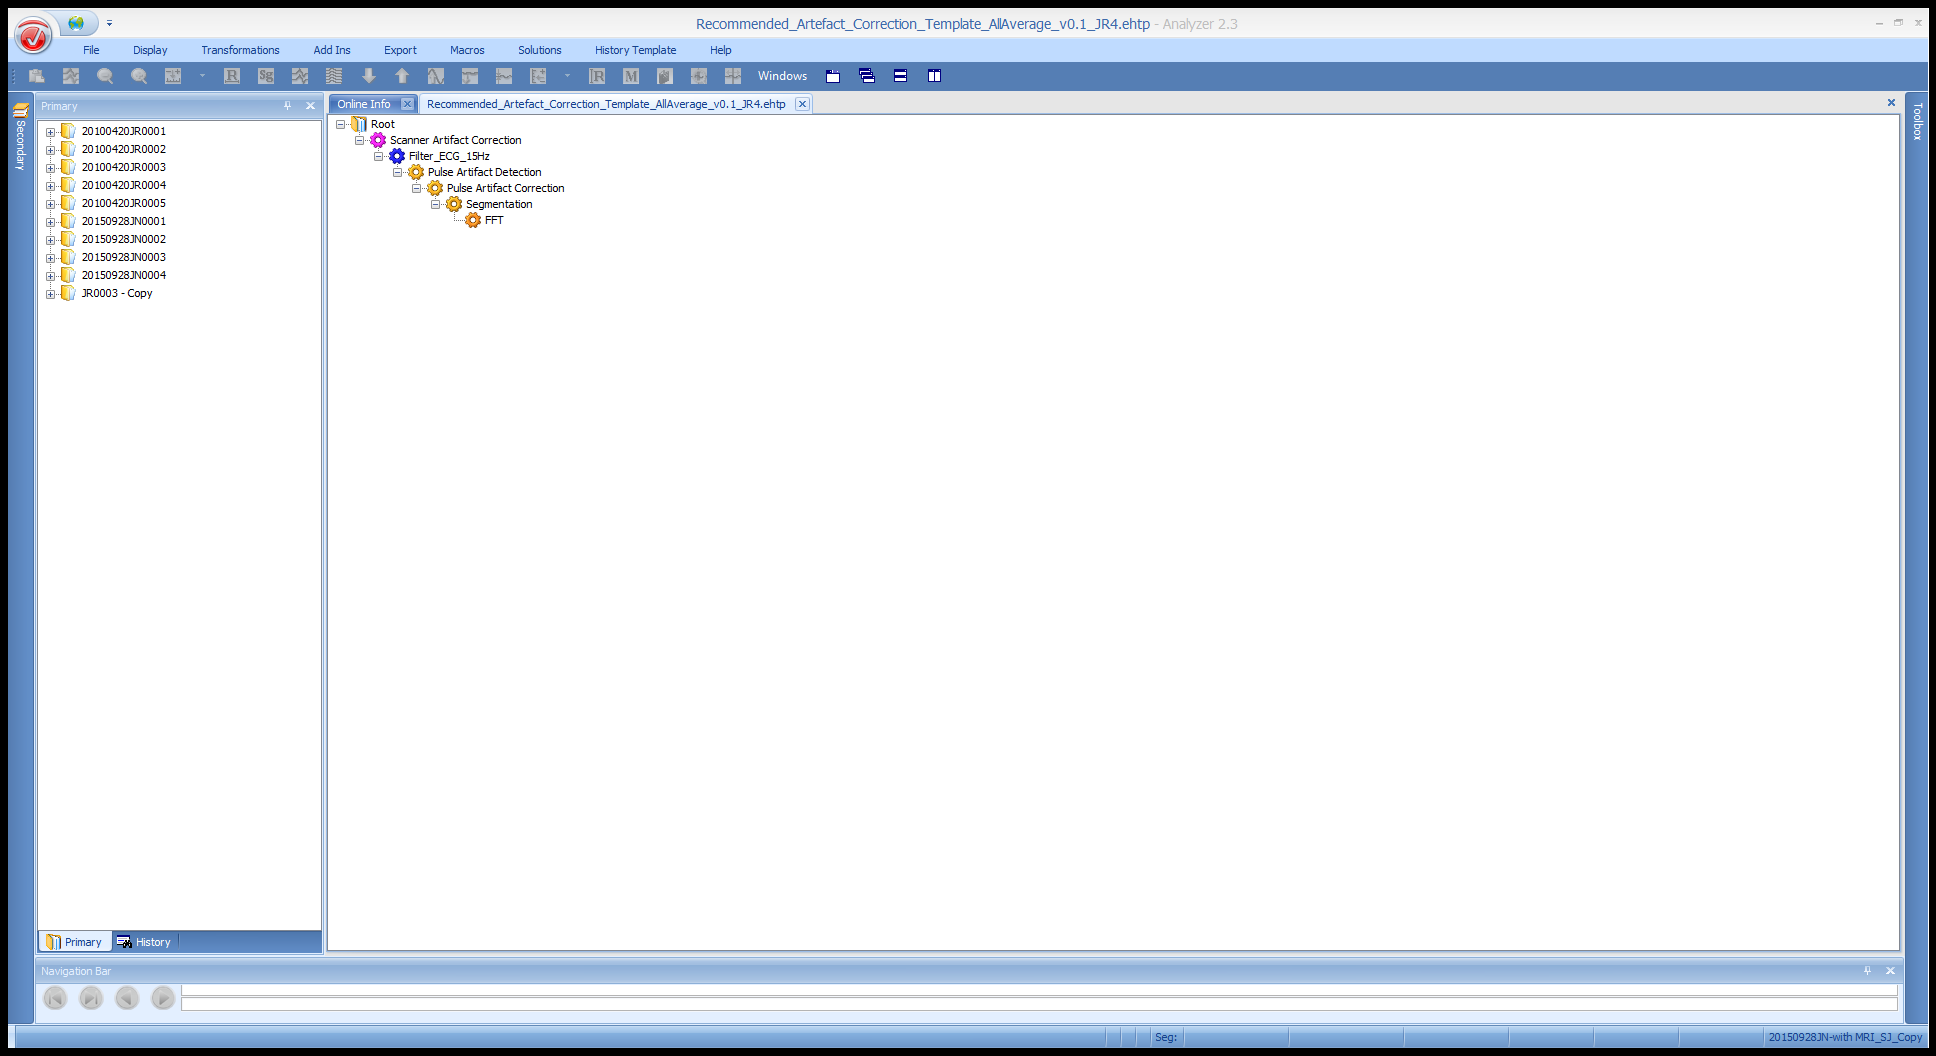 Recommended_Artefact_Correction_Template_AllAverage_v0.1_JR4.ehtp - Analyzer 2.3
File Display Transformations Add Ins Export Macros Solutions History Template Help
R Sg R M Windows
Secondary
Primary
20100420JR0001
20100420JR0002
20100420JR0003
20100420JR0004
20100420JR0005
20150928JN0001
20150928JN0002
20150928JN0003
20150928JN0004
JR0003 - Copy
Primary History
Online Info Recommended_Artefact_Correction_Template_AllAverage_v0.1_JR4.ehtp
Root
Scanner Artifact Correction
Filter_ECG_15Hz
Pulse Artifact Detection
Pulse Artifact Correction
Segmentation
FFT
Toolbox
Navigation Bar
Seg: 20150928JN-with MRI_SJ_Copy